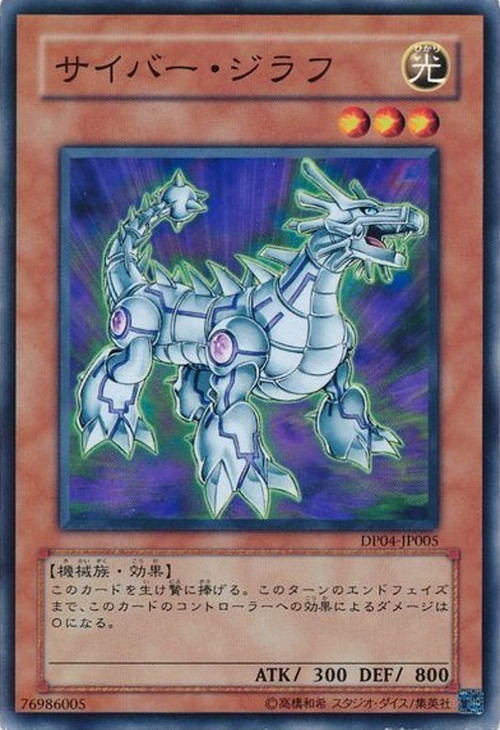 サイバー・ジラフ
ひかり
光
DP04-JP005
【機械族・効果】
このカードを生け贄に捧げる。このターンのエンドフェイズ
まで、このカードのコントローラーへの効果によるダメージは
0になる。
ATK/ 300 DEF/ 800
76986005
©高橋和希 スタジオ・ダイス/集英社